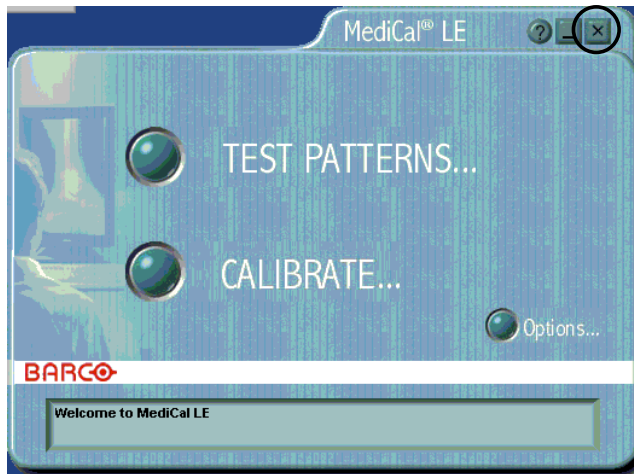 MediCal® LE ?
TEST PATTERNS...
CALIBRATE...
Options...
BARCO
Welcome to MediCal LE